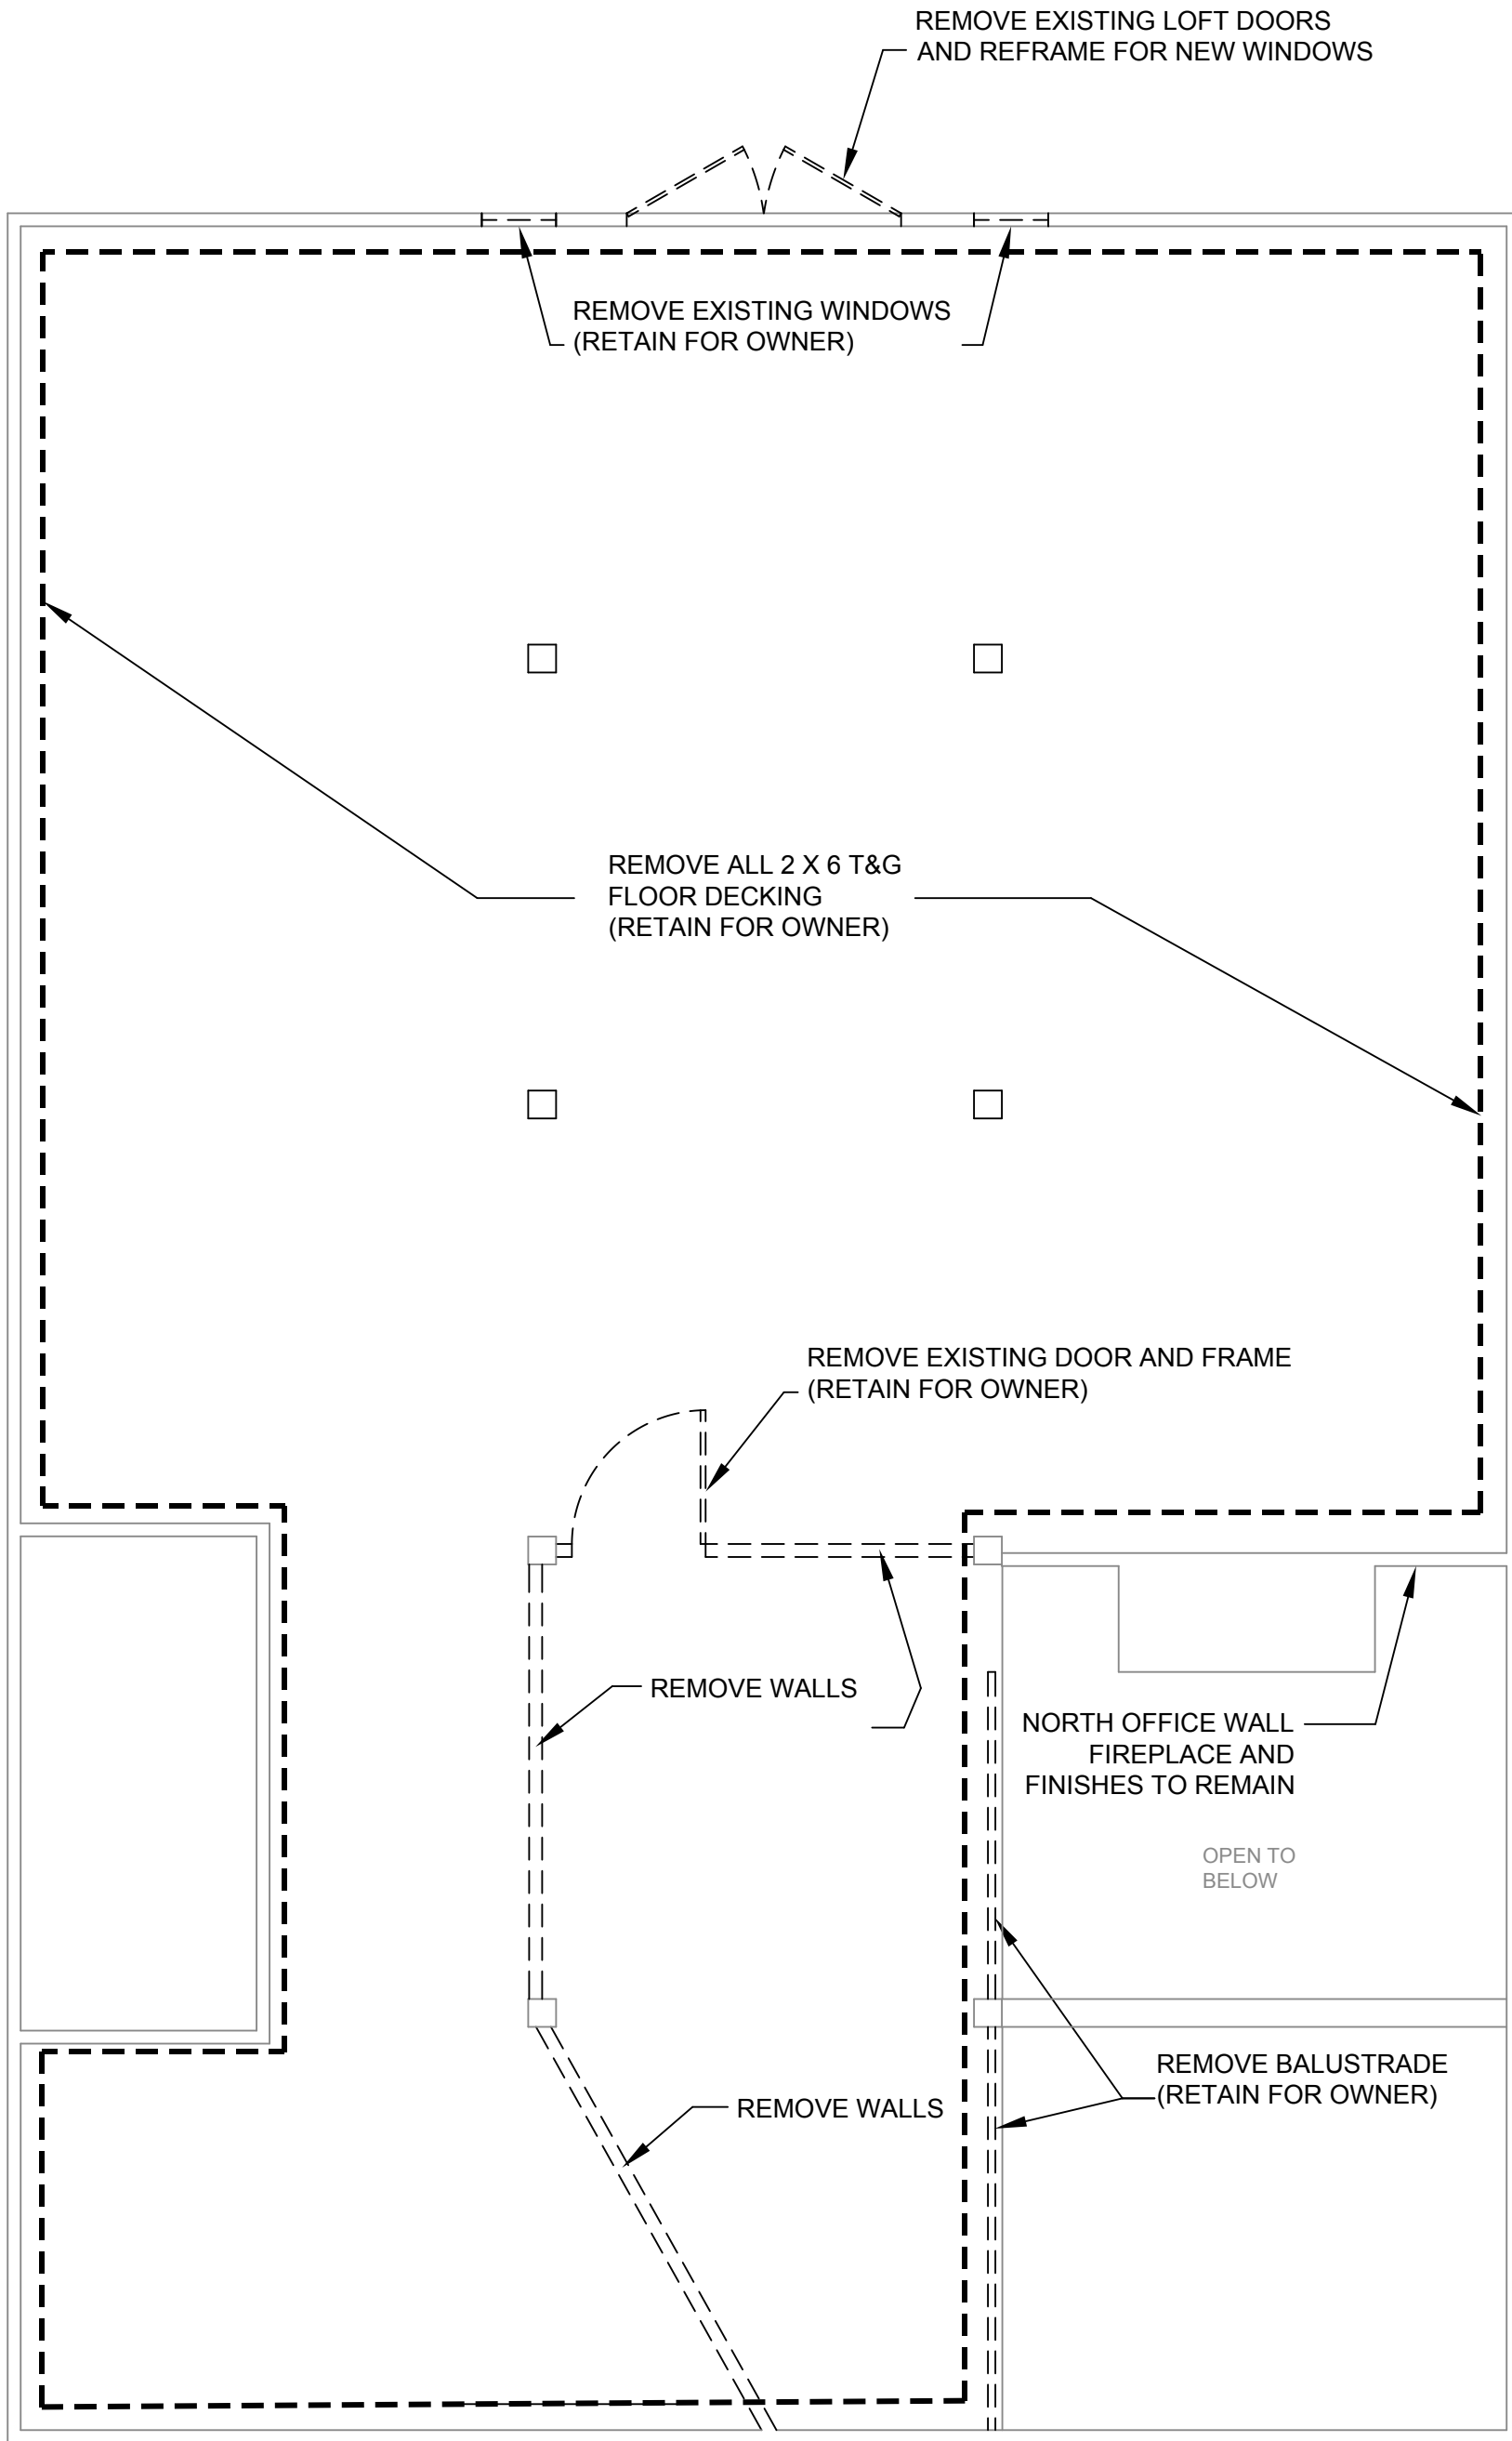 REMOVE EXISTING LOFT DOORS
AND REFRAME FOR NEW WINDOWS
REMOVE EXISTING WINDOWS
(RETAIN FOR OWNER)
REMOVE ALL 2 X 6 T&G
FLOOR DECKING
(RETAIN FOR OWNER)
REMOVE EXISTING DOOR AND FRAME
(RETAIN FOR OWNER)
REMOVE WALLS
NORTH OFFICE WALL
FIREPLACE AND
FINISHES TO REMAIN
OPEN TO
BELOW
REMOVE BALUSTRADE
(RETAIN FOR OWNER)
REMOVE WALLS